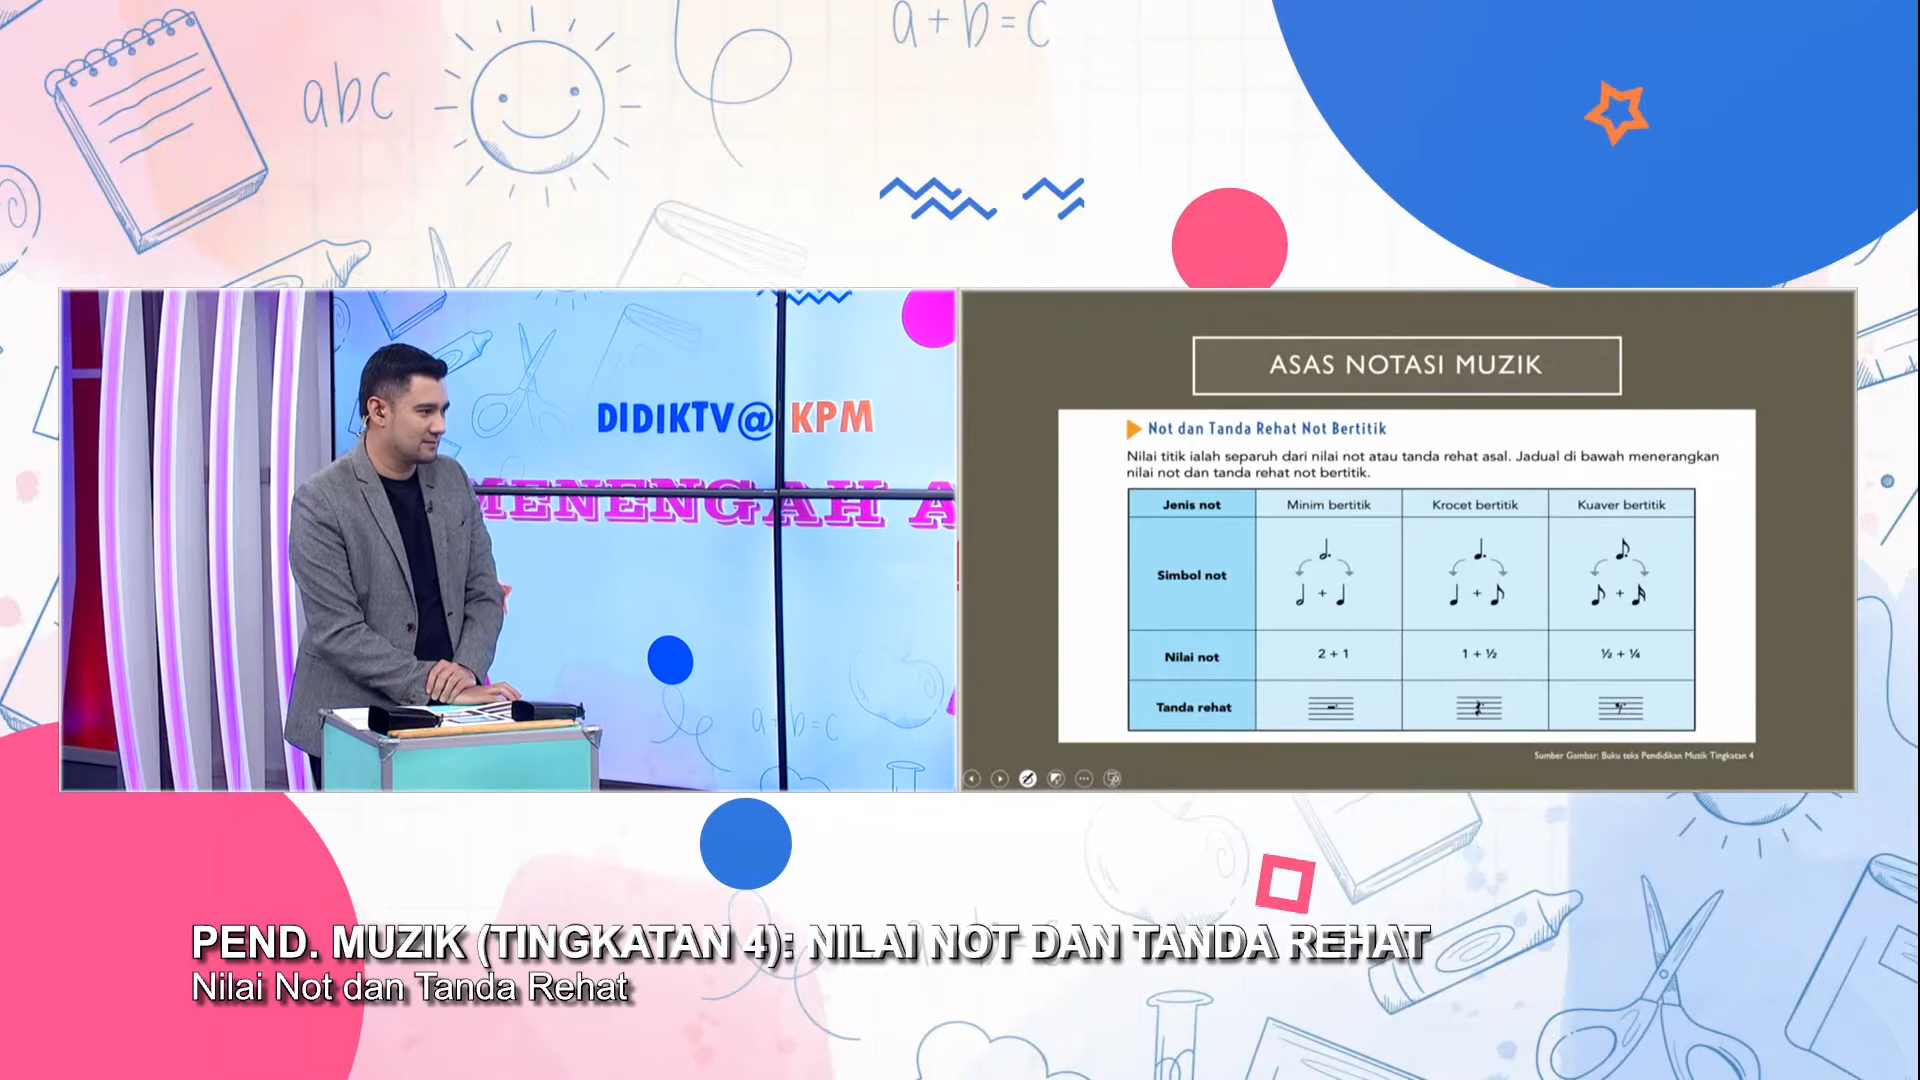 a+b=c
abc
DIDIKTV@ KPM
MENENGAH A
a+b=c
ASAS NOTASI MUZIK
Not dan Tanda Rehat Not Bertitik
Nilai titik ialah separuh dari nilai not atau tanda rehat asal. Jadual di bawah menerangkan
nilai not dan tanda rehat not bertitik.
Jenis not Minim bertitik Krocet bertitik Kuaver bertitik
Simbol not
+ + +
Nilai not 2 + 1 1 + ½ ½ + ¼
Tanda rehat
Sumber Gambar: Buku teka Pendidikan Muzik Tingkatan 4
PEND. MUZIK (TINGKATAN 4): NILAI NOT DAN TANDA REHAT
Nilai Not dan Tanda Rehat